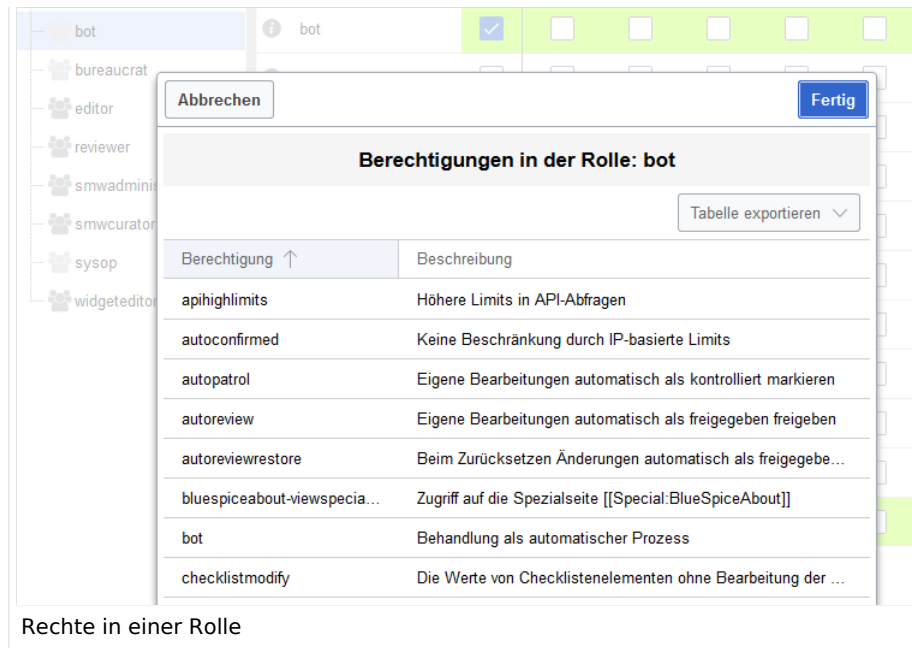 bot bot
bureaucrat
Abbrechen Fertig
editor
reviewer
Berechtigungen in der Rolle: bot
smwadminis
Tabelle exportieren
smwcurator
Berechtigung Beschreibung
sysop
apihighlimits Höhere Limits in API-Abfragen
widgeteditor
autoconfirmed Keine Beschränkung durch IP-basierte Limits
autopatrol Eigene Bearbeitungen automatisch als kontrolliert markieren
autoreview Eigene Bearbeitungen automatisch als freigegeben freigeben
autoreviewrestore Beim Zurücksetzen Änderungen automatisch als freigegebe...
bluespiceabout-viewspecia... Zugriff auf die Spezialseite [[Special:BlueSpiceAbout]]
bot Behandlung als automatischer Prozess
checklistmodify Die Werte von Checklistenelementen ohne Bearbeitung der ...
Rechte in einer Rolle